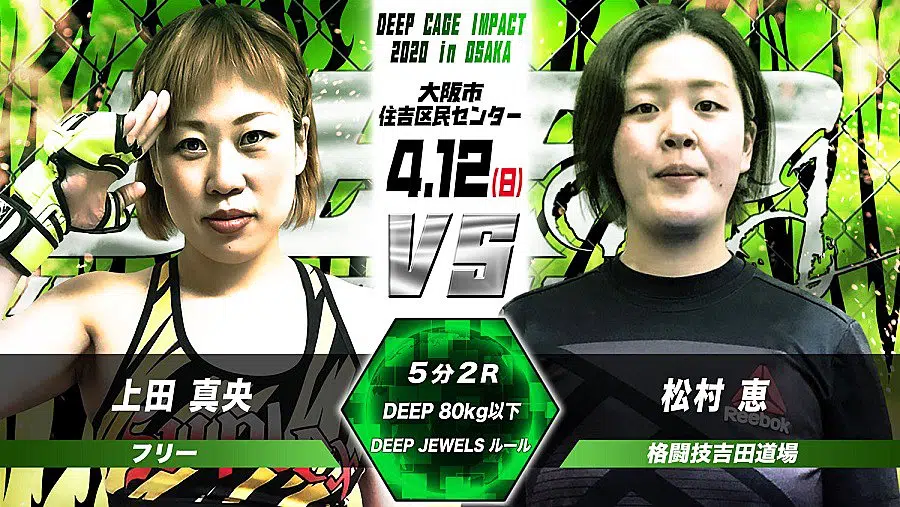 DEEP CAGE IMPACT
2020 in OSAKA
大阪市
住吉区民センター
4.12(日)
VS
5分2R
DEEP 80kg以下
DEEP JEWELS ルール
上田 真央
フリー
松村 恵
格闘技吉田道場
Reebok